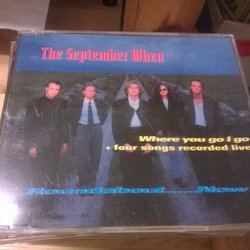 The September When
Where you go I go
+ four songs recorded live
Roundabout......Now